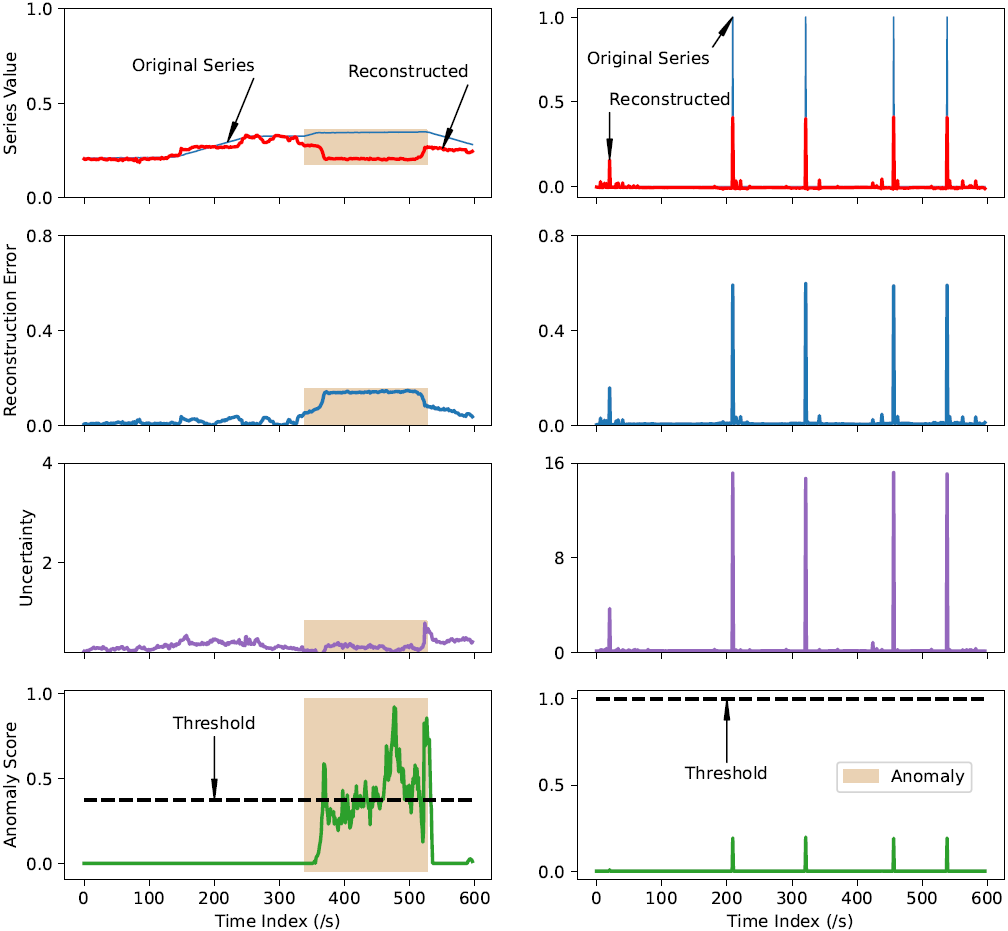 1.0
0.5
0.0
Series Value
Original Series
Reconstructed
1.0
0.5
0.0
Original Series
Reconstructed
0.8
0.4
0.0
Reconstruction Error
0.8
0.4
0.0
4
2
Uncertainty
16
8
0
1.0
0.5
0.0
Anomaly Score
Threshold
0 100 200 300 400 500 600
Time Index (/s)
1.0
0.5
0.0
Threshold
Anomaly
0 100 200 300 400 500 600
Time Index (/s)